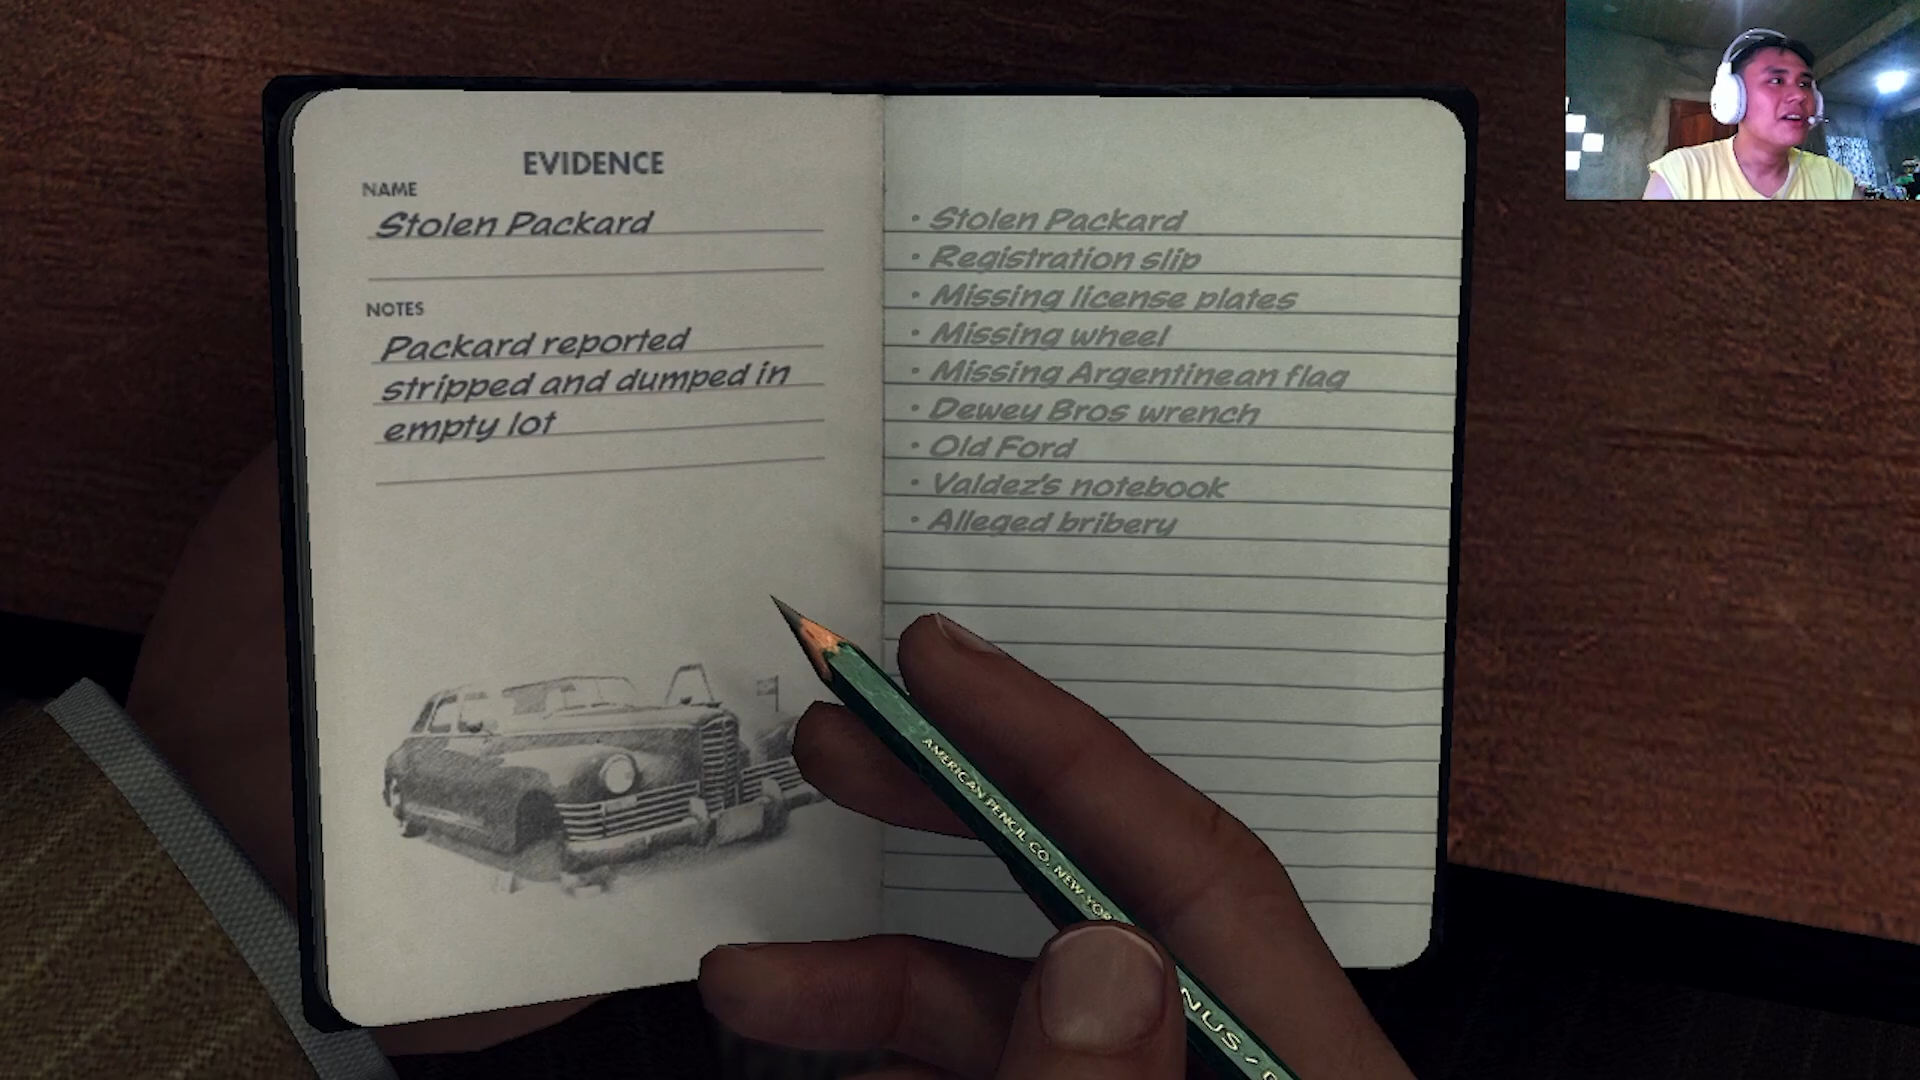 EVIDENCE
NAME
Stolen Packard
NOTES
Packard reported
stripped and dumped in
empty lot
• Stolen Packard
• Registration slip
• Missing license plates
• Missing wheel
• Missing Argentinean flag
• Dewey Bros wrench
• Old Ford
• Valdez's notebook
• Alleged bribery
AMERICAN PENCIL CO. NEW YORK